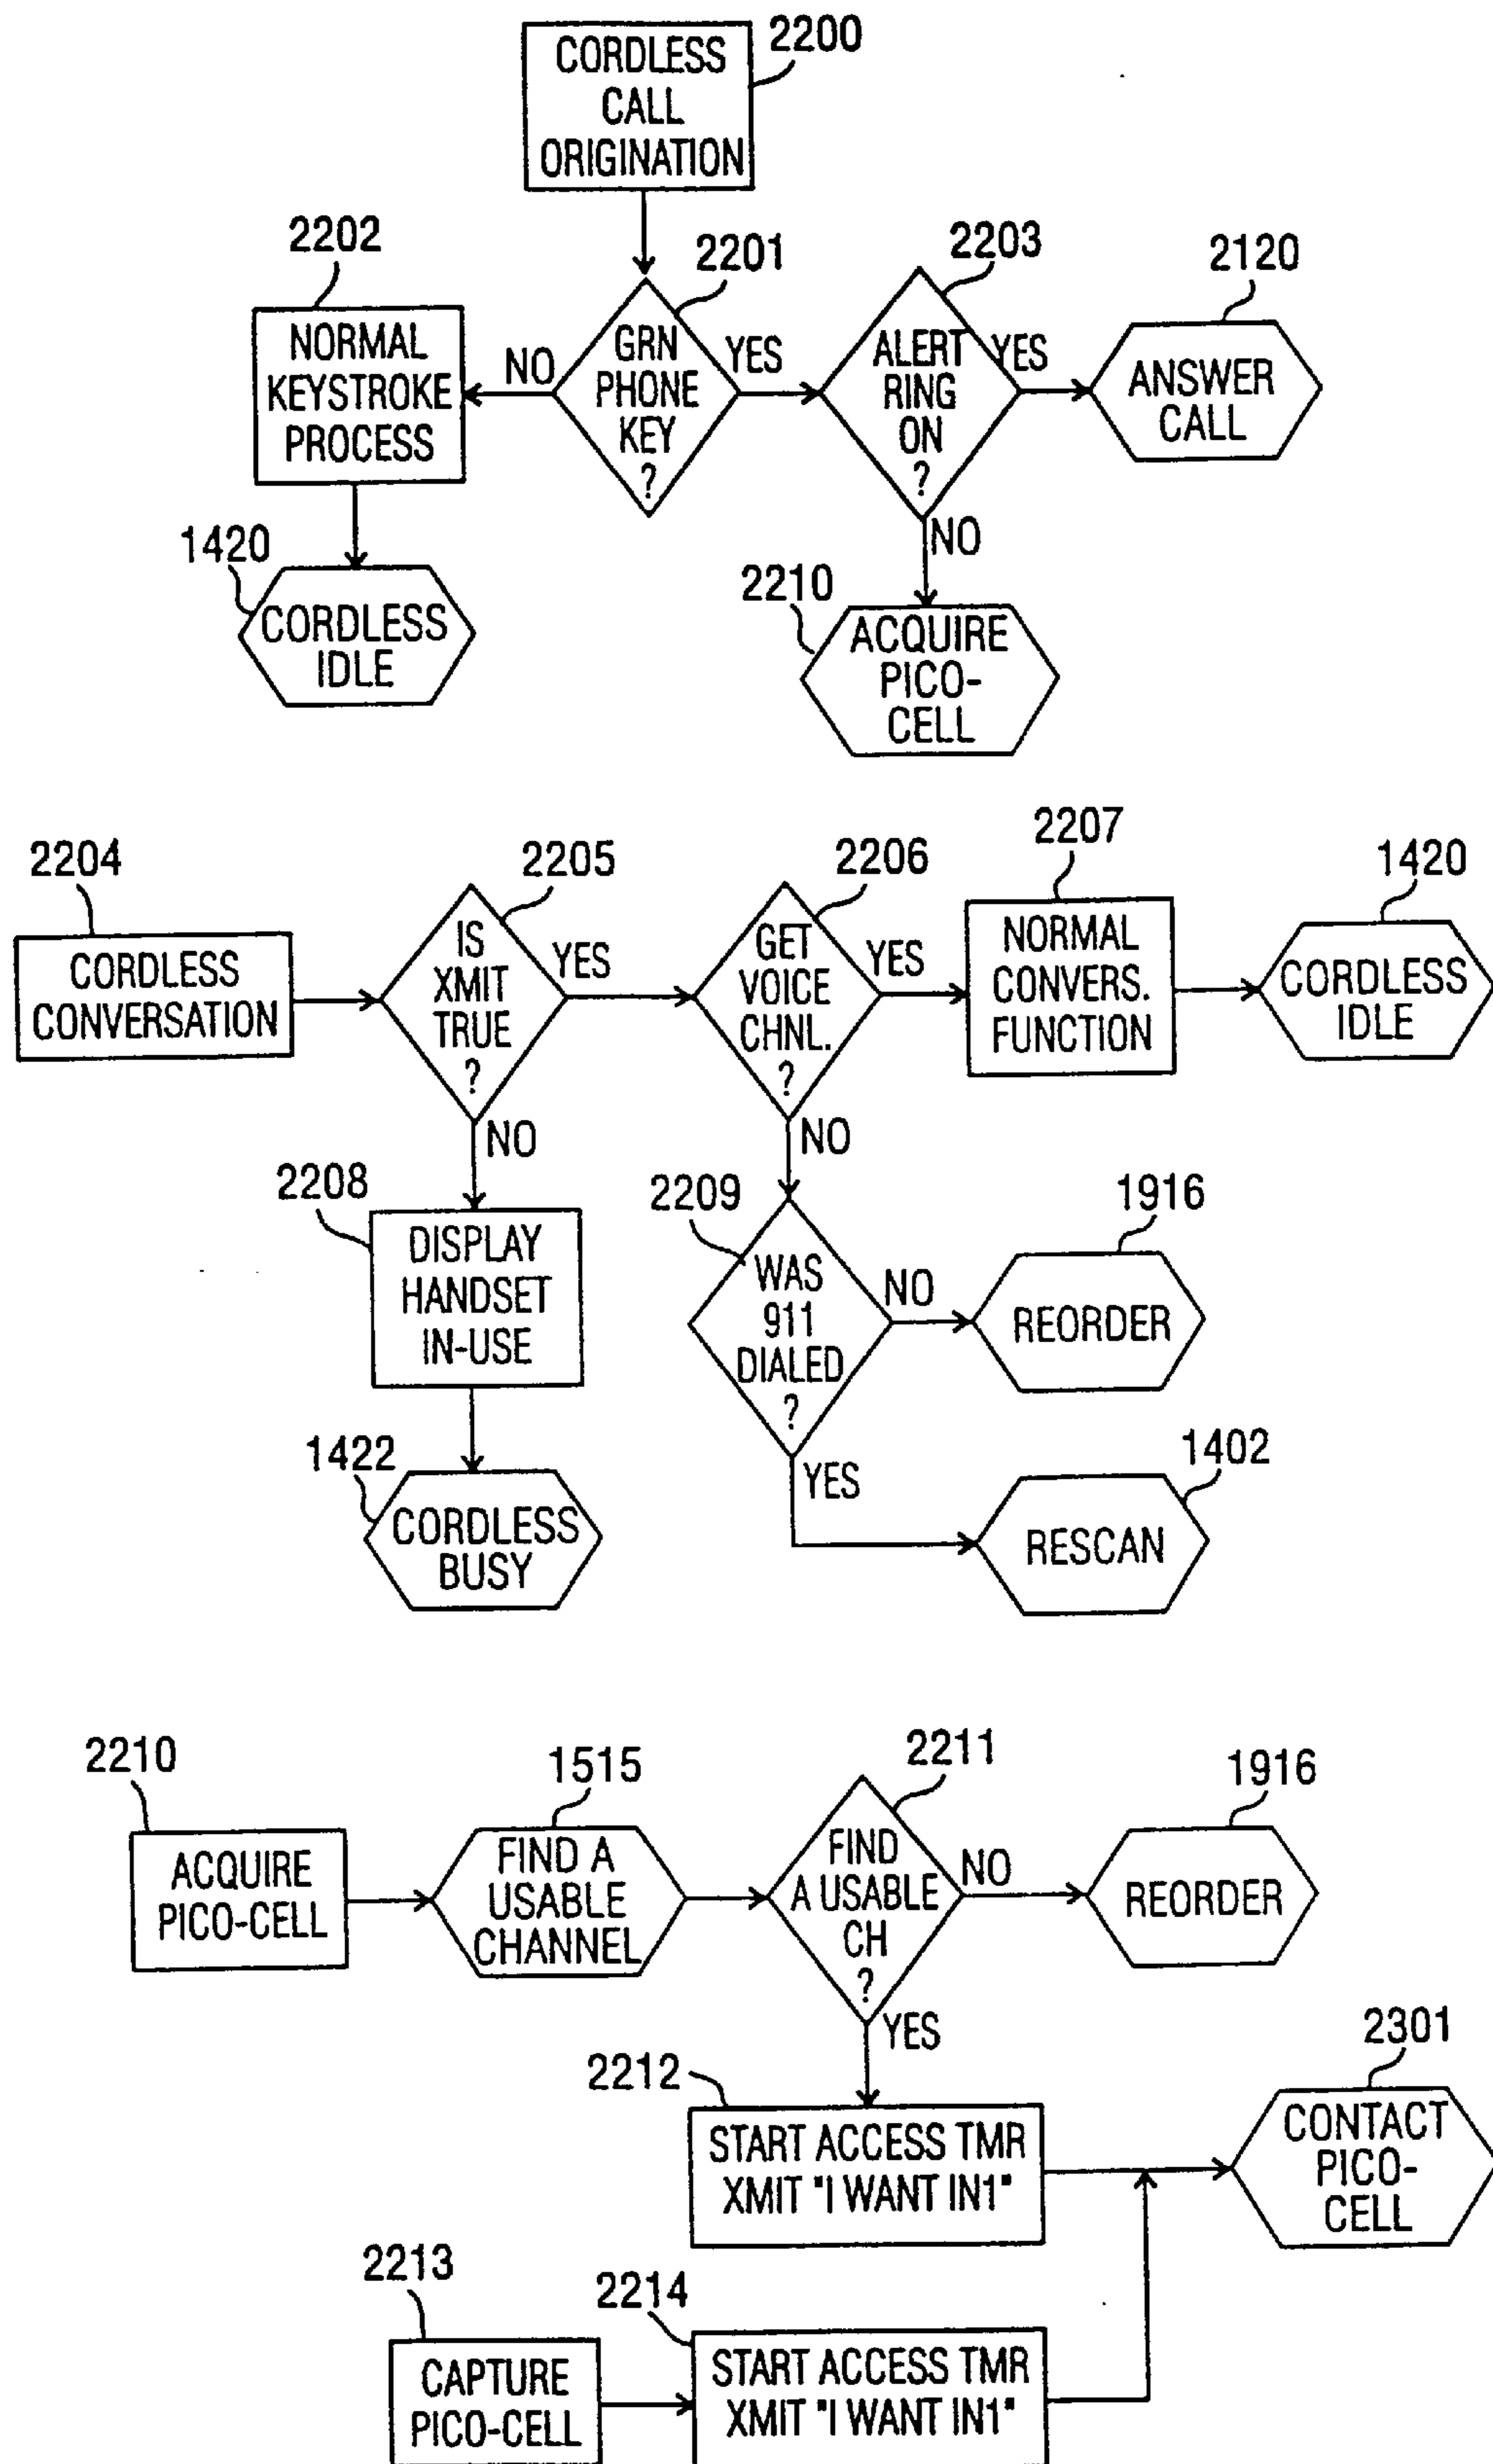 2200
CORDLESS
CALL
ORIGINATION
2202
2201
2203
2120
NORMAL
KEYSTROKE
PROCESS
NO
GRN
PHONE
KEY
?
YES
ALERT
RING
ON
?
YES
ANSWER
CALL
NO
1420
CORDLESS
IDLE
2210
ACQUIRE
PICO-
CELL
2204
2205
2206
2207
1420
CORDLESS
CONVERSATION
IS
XMIT
TRUE
?
YES
GET
VOICE
CHNL.
?
YES
NORMAL
CONVERS.
FUNCTION
CORDLESS
IDLE
NO
NO
2208
DISPLAY
HANDSET
IN-USE
2209
WAS
911
DIALED
?
NO
1916
REORDER
1422
CORDLESS
BUSY
YES
1402
RESCAN
2210
1515
2211
1916
ACQUIRE
PICO-CELL
FIND A
USABLE
CHANNEL
FIND
A USABLE
CH
?
NO
REORDER
YES
2212
START ACCESS TMR
XMIT "I WANT IN1"
2301
CONTACT
PICO-
CELL
2213
CAPTURE
PICO-CELL
2214
START ACCESS TMR
XMIT "I WANT IN1"